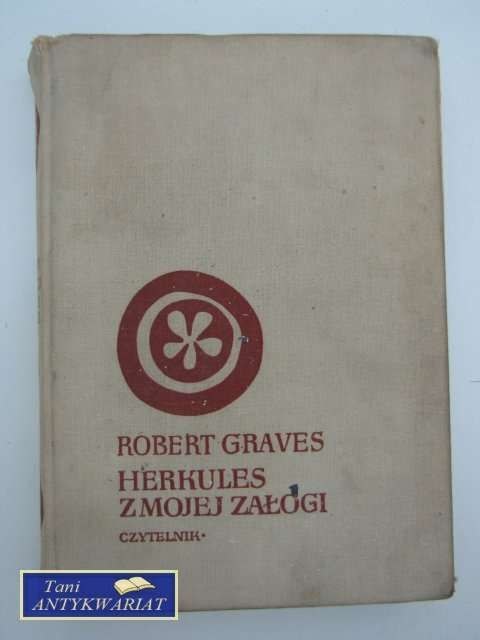 ROBERT GRAVES
HERKULES
Z MOJEJ ZAŁOGI
CZYTELNIK •
Tani
ANTYKWARIAT